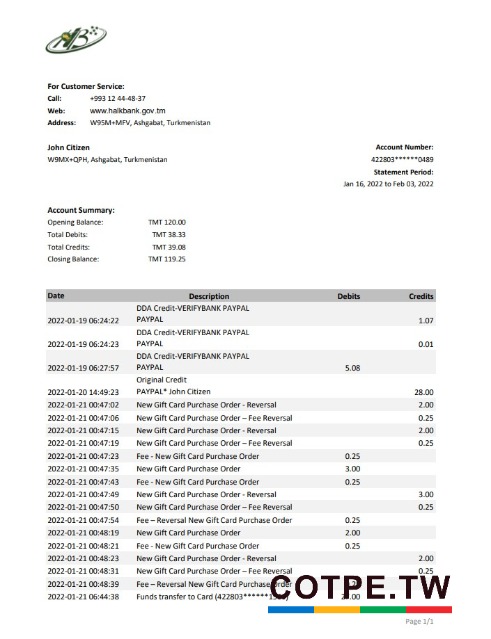 For Customer Service:
Call: +993 12 44-48-37
Web: www.halkbank.gov.tm
Address: W95M+MFV, Ashgabat, Turkmenistan
John Citizen
W9MX+QPH, Ashgabat, Turkmenistan
Account Number:
422803******0489
Statement Period:
Jan 16, 2022 to Feb 03, 2022
Account Summary:
Opening Balance: TMT 120.00
Total Debits: TMT 38.33
Total Credits: TMT 39.08
Closing Balance: TMT 119.25
Date Description Debits Credits
DDA Credit-VERIFYBANK PAYPAL
2022-01-19 06:24:22 PAYPAL 1.07
DDA Credit-VERIFYBANK PAYPAL
2022-01-19 06:24:23 PAYPAL 0.01
DDA Credit-VERIFYBANK PAYPAL
2022-01-19 06:27:57 PAYPAL 5.08
Original Credit
2022-01-20 14:49:23 PAYPAL* John Citizen 28.00
2022-01-21 00:47:02 New Gift Card Purchase Order - Reversal 2.00
2022-01-21 00:47:06 New Gift Card Purchase Order – Fee Reversal 0.25
2022-01-21 00:47:15 New Gift Card Purchase Order - Reversal 2.00
2022-01-21 00:47:19 New Gift Card Purchase Order – Fee Reversal 0.25
2022-01-21 00:47:23 Fee - New Gift Card Purchase Order 0.25
2022-01-21 00:47:35 New Gift Card Purchase Order 3.00
2022-01-21 00:47:43 Fee - New Gift Card Purchase Order 0.25
2022-01-21 00:47:49 New Gift Card Purchase Order - Reversal 3.00
2022-01-21 00:47:50 New Gift Card Purchase Order – Fee Reversal 0.25
2022-01-21 00:47:54 Fee – Reversal New Gift Card Purchase Order 0.25
2022-01-21 00:48:19 New Gift Card Purchase Order 2.00
2022-01-21 00:48:21 Fee - New Gift Card Purchase Order 0.25
2022-01-21 00:48:23 New Gift Card Purchase Order - Reversal 2.00
2022-01-21 00:48:31 New Gift Card Purchase Order – Fee Reversal 0.25
2022-01-21 00:48:39 Fee – Reversal New Gift Card Purchase Order
2022-01-21 06:44:38 Funds transfer to Card
COTPE.TW
Page 1/1